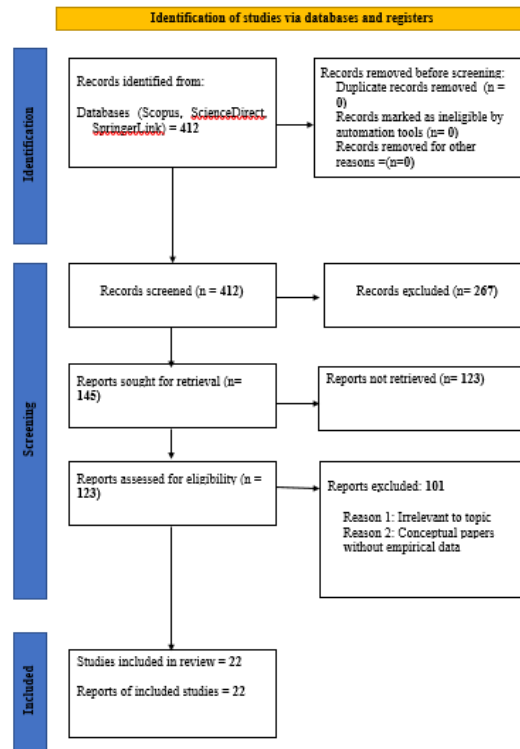 Identification of studies via databases and registers
Identification
Records identified from:
Databases (Scopus, ScienceDirect,
SpringerLink) = 412
Records removed before screening:
Duplicate records removed (n =
0)
Records marked as ineligible by
automation tools (n= 0)
Records removed for other
reasons =(n=0)
Screening
Records screened (n = 412)
Records excluded (n= 267)
Reports sought for retrieval (n=
145)
Reports not retrieved (n= 123)
Reports assessed for eligibility (n =
123)
Reports excluded: 101
Reason 1: Irrelevant to topic
Reason 2: Conceptual papers
without empirical data
Included
Studies included in review = 22
Reports of included studies = 22